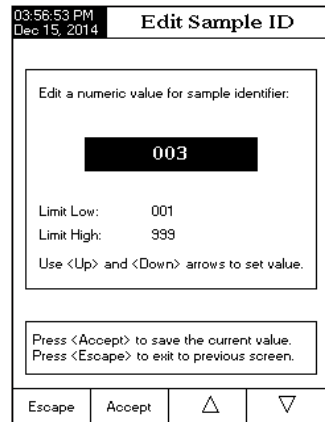 03:56:53 PM
Dec 15, 2014
Edit Sample ID
Edit a numeric value for sample identifier:
003
Limit Low: 001
Limit High: 999
Use <Up> and <Down> arrows to set value.
Press <Accept> to save the current value.
Press <Escape> to exit to previous screen.
Escape Accept △ ▽